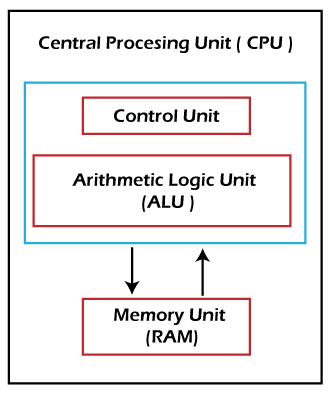 Central Procesing Unit ( CPU )
Control Unit
Arithmetic Logic Unit
(ALU )
Memory Unit
(RAM)